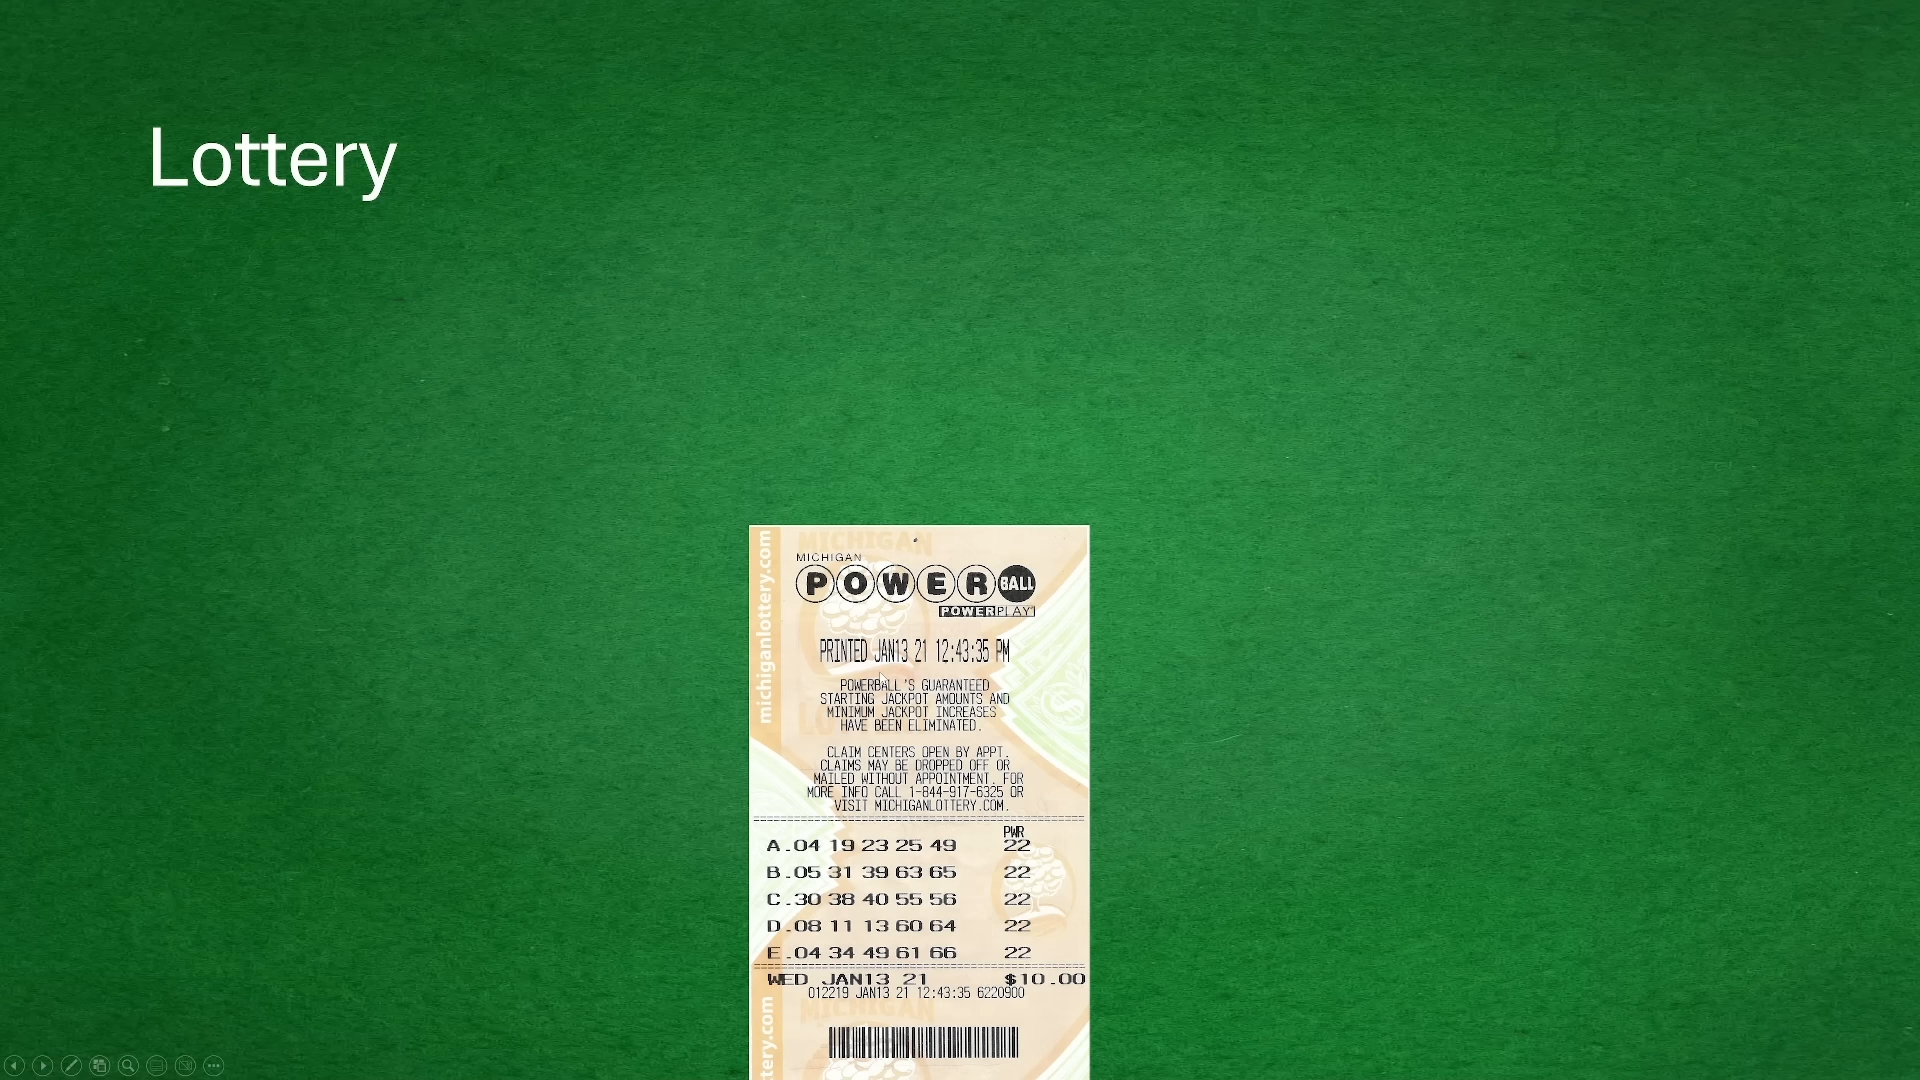 Lottery
michiganlottery.com
MICHIGAN
MICHIGAN
POWERBALL
POWERPLAY
PRINTED JAN13 21 12:43:35 PM
POWERBALL'S GUARANTEED
STARTING JACKPOT AMOUNTS AND
MINIMUM JACKPOT INCREASES
HAVE BEEN ELIMINATED.
CLAIM CENTERS OPEN BY APPT.
CLAIMS MAY BE DROPPED OFF OR
MAILED WITHOUT APPOINTMENT. FOR
MORE INFO CALL 1-844-917-6325 OR
VISIT MICHIGANLOTTERY.COM.
PWR
A.04 19 23 25 49 22
B.05 31 39 63 65 22
C.30 38 40 55 56 22
D.08 11 13 60 64 22
E.04 34 49 61 66 22
WED JAN13 21 $10.00
012219 JAN13 21 12:43:35 6220900
MICHIGAN
tery.com